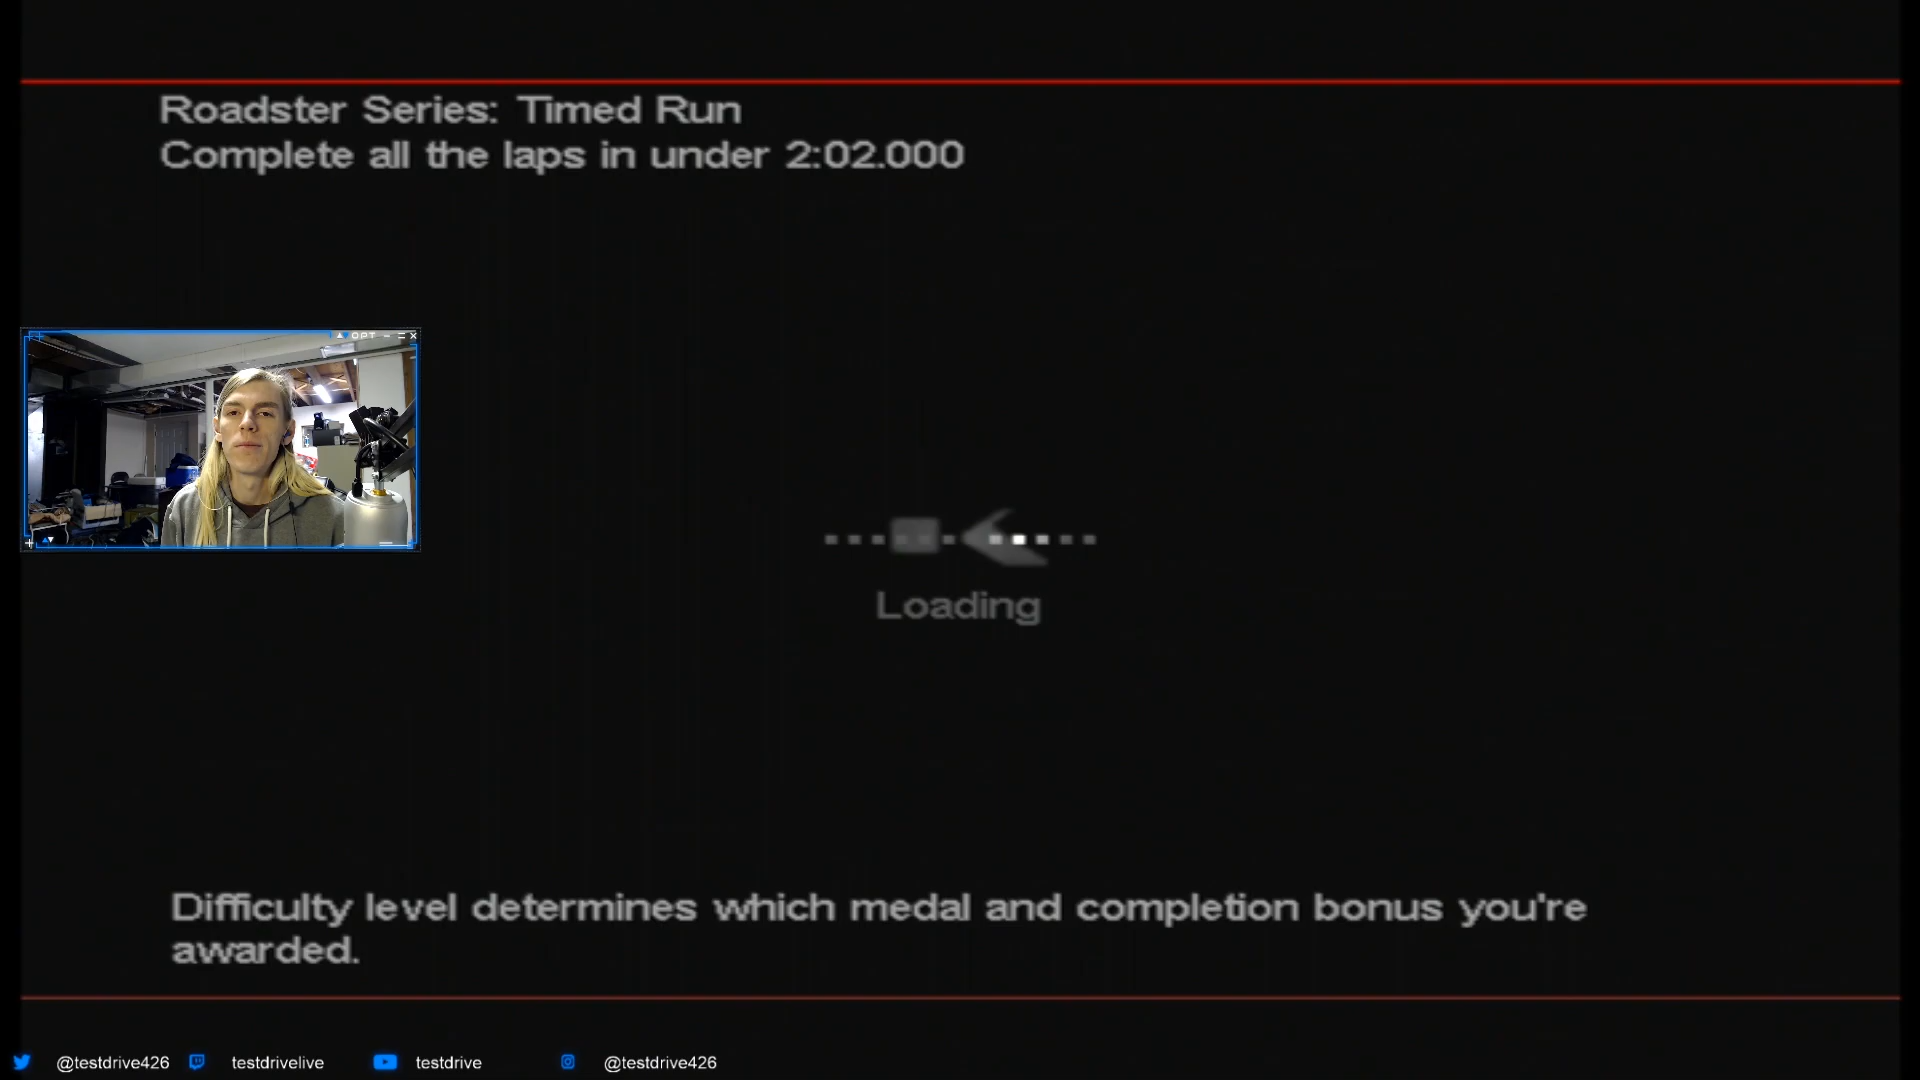 Roadster Series: Timed Run
Complete all the laps in under 2:02.000
OPT
Loading
Difficulty level determines which medal and completion bonus you're
awarded.
@testdrive426 testdrivelive testdrive @testdrive426